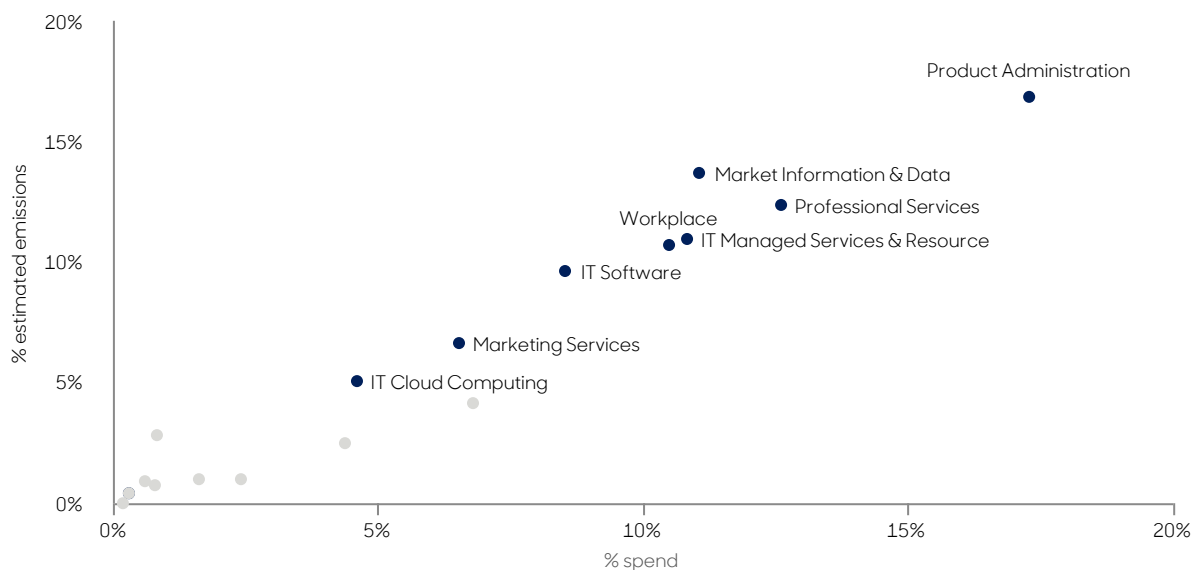 20%
Product Administration
15%
Market Information & Data
Professional Services
Workplace
IT Managed Services & Resource
10%
IT Software
Marketing Services
5%
IT Cloud Computing
0%
% estimated emissions
0%
5%
10%
15%
20%
% spend